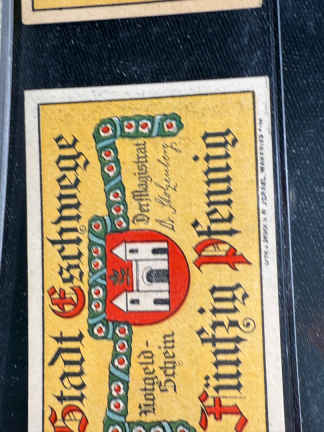 Stadt Eschwege
Notgeld-
Schein
Der Magistrat
Fünfzig Pfennig